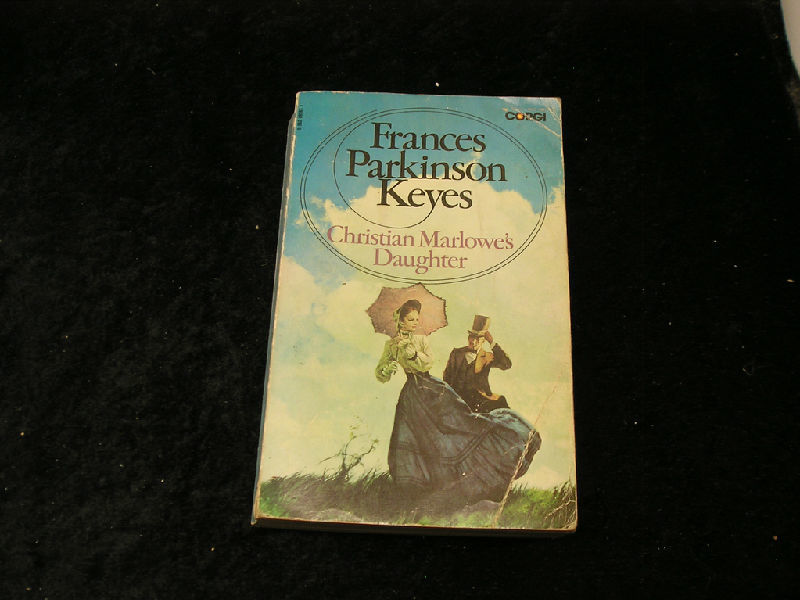 CORGI
Frances
Parkinson
Keyes
Christian Marlowe's
Daughter